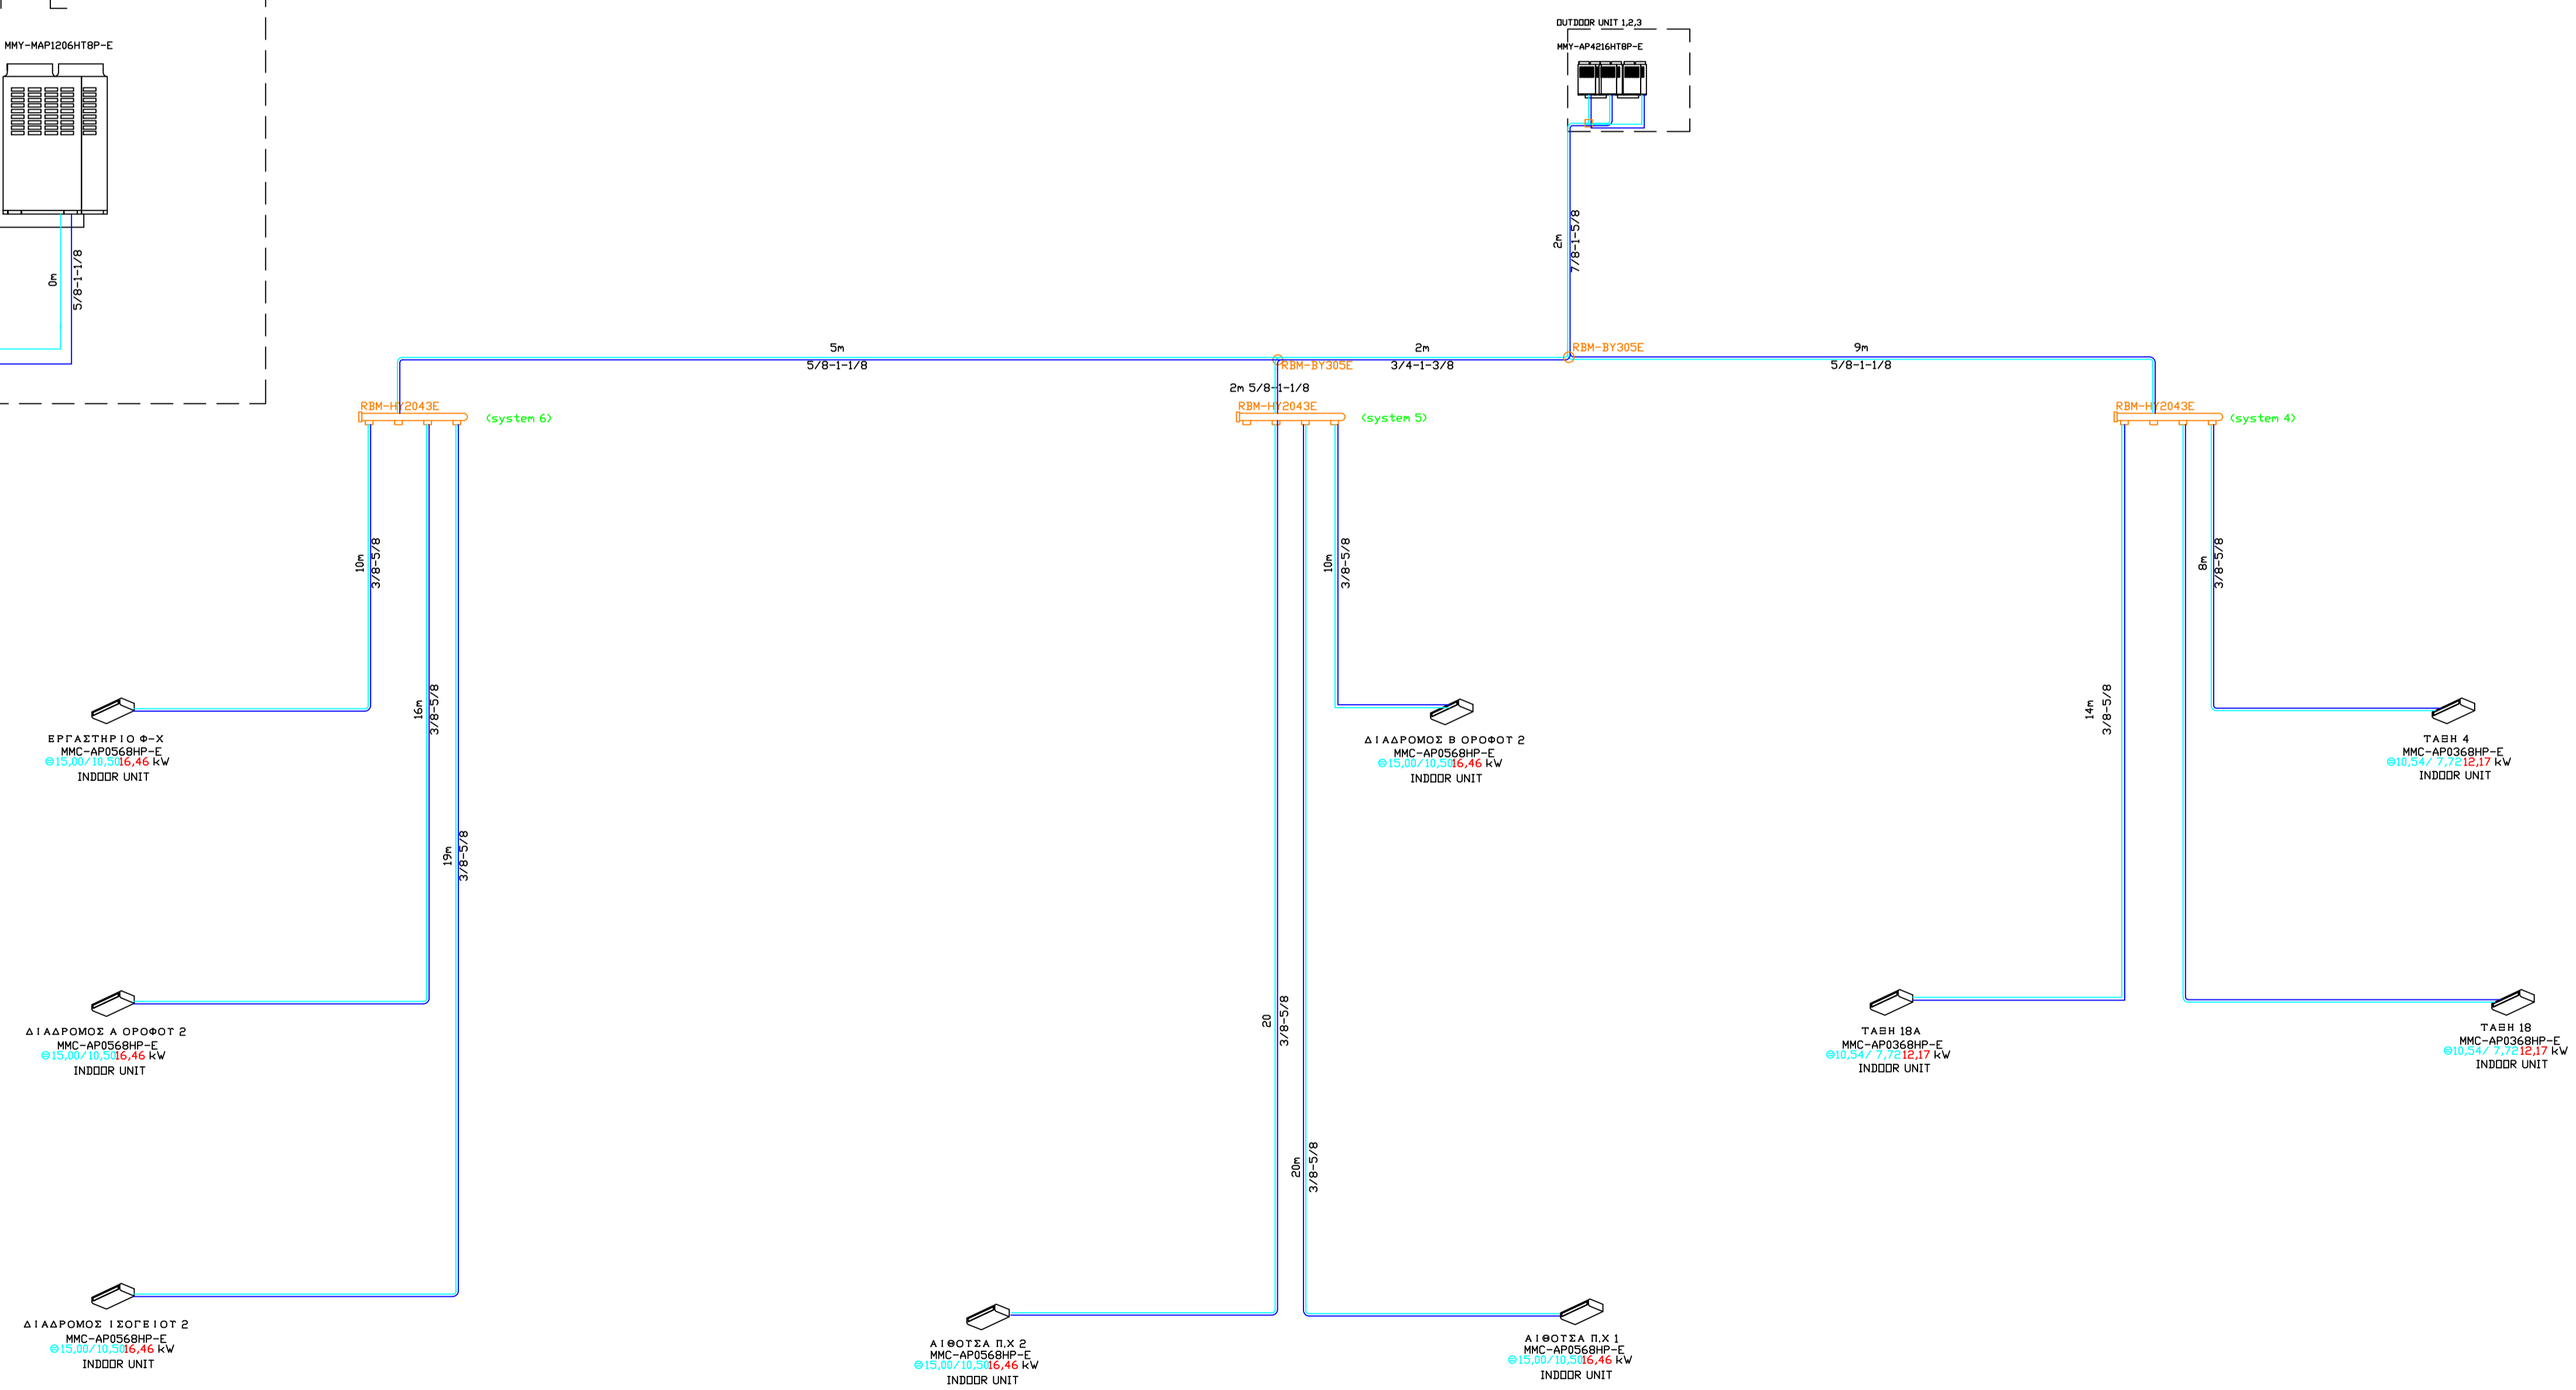 MMY-MAP1206HT8P-E
0m
5/8-1-1/8
OUTDOOR UNIT 1,2,3
MMY-AP4216HT8P-E
2m
7/8-1-5/8
5m
5/8-1-1/8
2m
3/4-1-3/8
RBM-BY305E
9m
5/8-1-1/8
RBM-BY305E
2m 5/8-1-1/8
RBM-HY2043E
(system 6)
RBM-HY2043E
(system 5)
RBM-HY2043E
(system 4)
10m
3/8-5/8
16m
3/8-5/8
19m
3/8-5/8
10m
3/8-5/8
20
3/8-5/8
20m
3/8-5/8
14m
3/8-5/8
8m
3/8-5/8
ΕΡΓΑΣΤΗΡΙΟ Φ-Χ
MMC-AP0568HP-E
15,00/10,50 16,46 kW
INDOOR UNIT
ΔΙΑΔΡΟΜΟΣ Β ΟΡΟΦΟΤ 2
MMC-AP0568HP-E
15,00/10,50 16,46 kW
INDOOR UNIT
ΤΑΞΗ 4
MMC-AP0368HP-E
10,54/ 7,72 12,17 kW
INDOOR UNIT
ΔΙΑΔΡΟΜΟΣ Α ΟΡΟΦΟΤ 2
MMC-AP0568HP-E
15,00/10,50 16,46 kW
INDOOR UNIT
ΤΑΞΗ 18Α
MMC-AP0368HP-E
10,54/ 7,72 12,17 kW
INDOOR UNIT
ΤΑΞΗ 18
MMC-AP0368HP-E
10,54/ 7,72 12,17 kW
INDOOR UNIT
ΔΙΑΔΡΟΜΟΣ ΙΣΟΓΕΙΟΤ 2
MMC-AP0568HP-E
15,00/10,50 16,46 kW
INDOOR UNIT
ΑΙΘΟΤΣΑ Π.Χ 2
MMC-AP0568HP-E
15,00/10,50 16,46 kW
INDOOR UNIT
ΑΙΘΟΤΣΑ Π.Χ 1
MMC-AP0568HP-E
15,00/10,50 16,46 kW
INDOOR UNIT